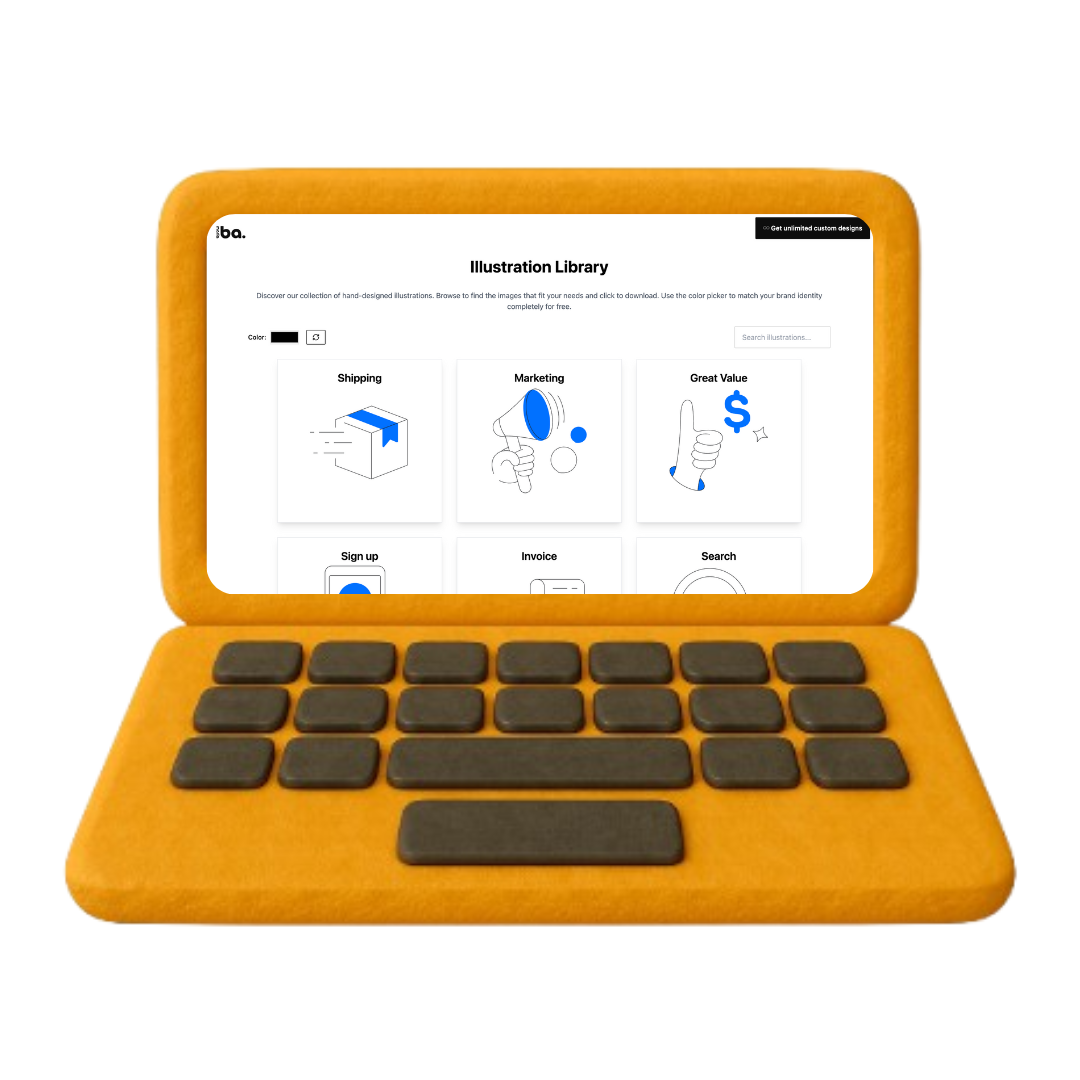 ba.
∞ Get unlimited custom designs
Illustration Library
Discover our collection of hand-designed illustrations. Browse to find the images that fit your needs and click to download. Use the color picker to match your brand identity
completely for free.
Color:
Search illustrations...
Shipping
Marketing
Great Value
$
Sign up
Invoice
Search